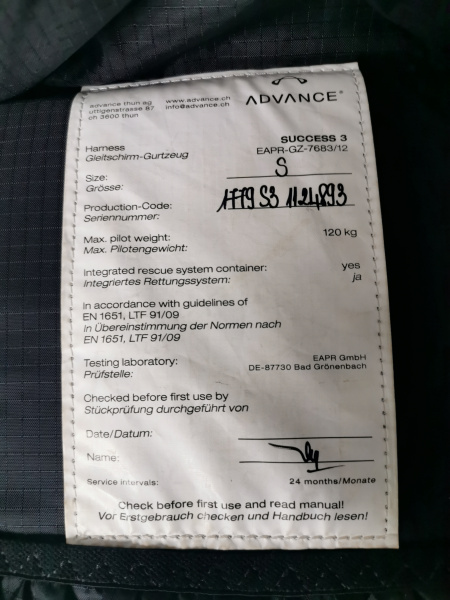 advance thun ag
uttigenstrasse 87
ch 3600 thun
www.advance.ch
info@advance.ch
ADVANCE®
Harness SUCCESS 3
Gleitschirm-Gurtzeug EAPR-GZ-7683/12
Size: S
Grösse:
Production-Code: 1779 S3 1124893
Seriennummer:
Max. pilot weight: 120 kg
Max. Pilotengewicht:
Integrated rescue system container: yes
Integriertes Rettungssystem: ja
In accordance with guidelines of
EN 1651, LTF 91/09
In Übereinstimmung der Normen nach
EN 1651, LTF 91/09
Testing laboratory: EAPR GmbH
Prüfstelle: DE-87730 Bad Grönenbach
Checked before first use by
Stückprüfung durchgeführt von
Date/Datum:
Name:
Service intervals: 24 months/Monate
Check before first use and read manual!
Vor Erstgebrauch checken und Handbuch lesen!